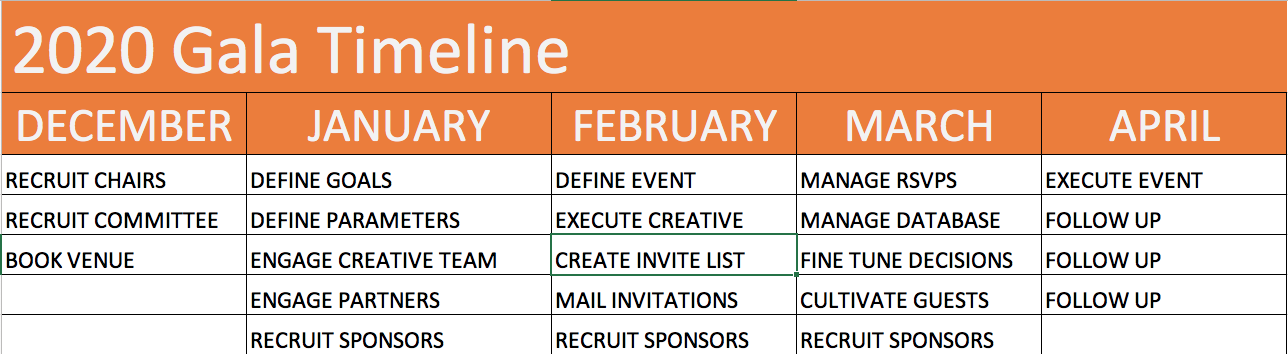 2020 Gala Timeline
DECEMBER JANUARY FEBRUARY MARCH APRIL
RECRUIT CHAIRS DEFINE GOALS DEFINE EVENT MANAGE RSVPS EXECUTE EVENT
RECRUIT COMMITTEE DEFINE PARAMETERS EXECUTE CREATIVE MANAGE DATABASE FOLLOW UP
BOOK VENUE ENGAGE CREATIVE TEAM CREATE INVITE LIST FINE TUNE DECISIONS FOLLOW UP
ENGAGE PARTNERS MAIL INVITATIONS CULTIVATE GUESTS FOLLOW UP
RECRUIT SPONSORS RECRUIT SPONSORS RECRUIT SPONSORS